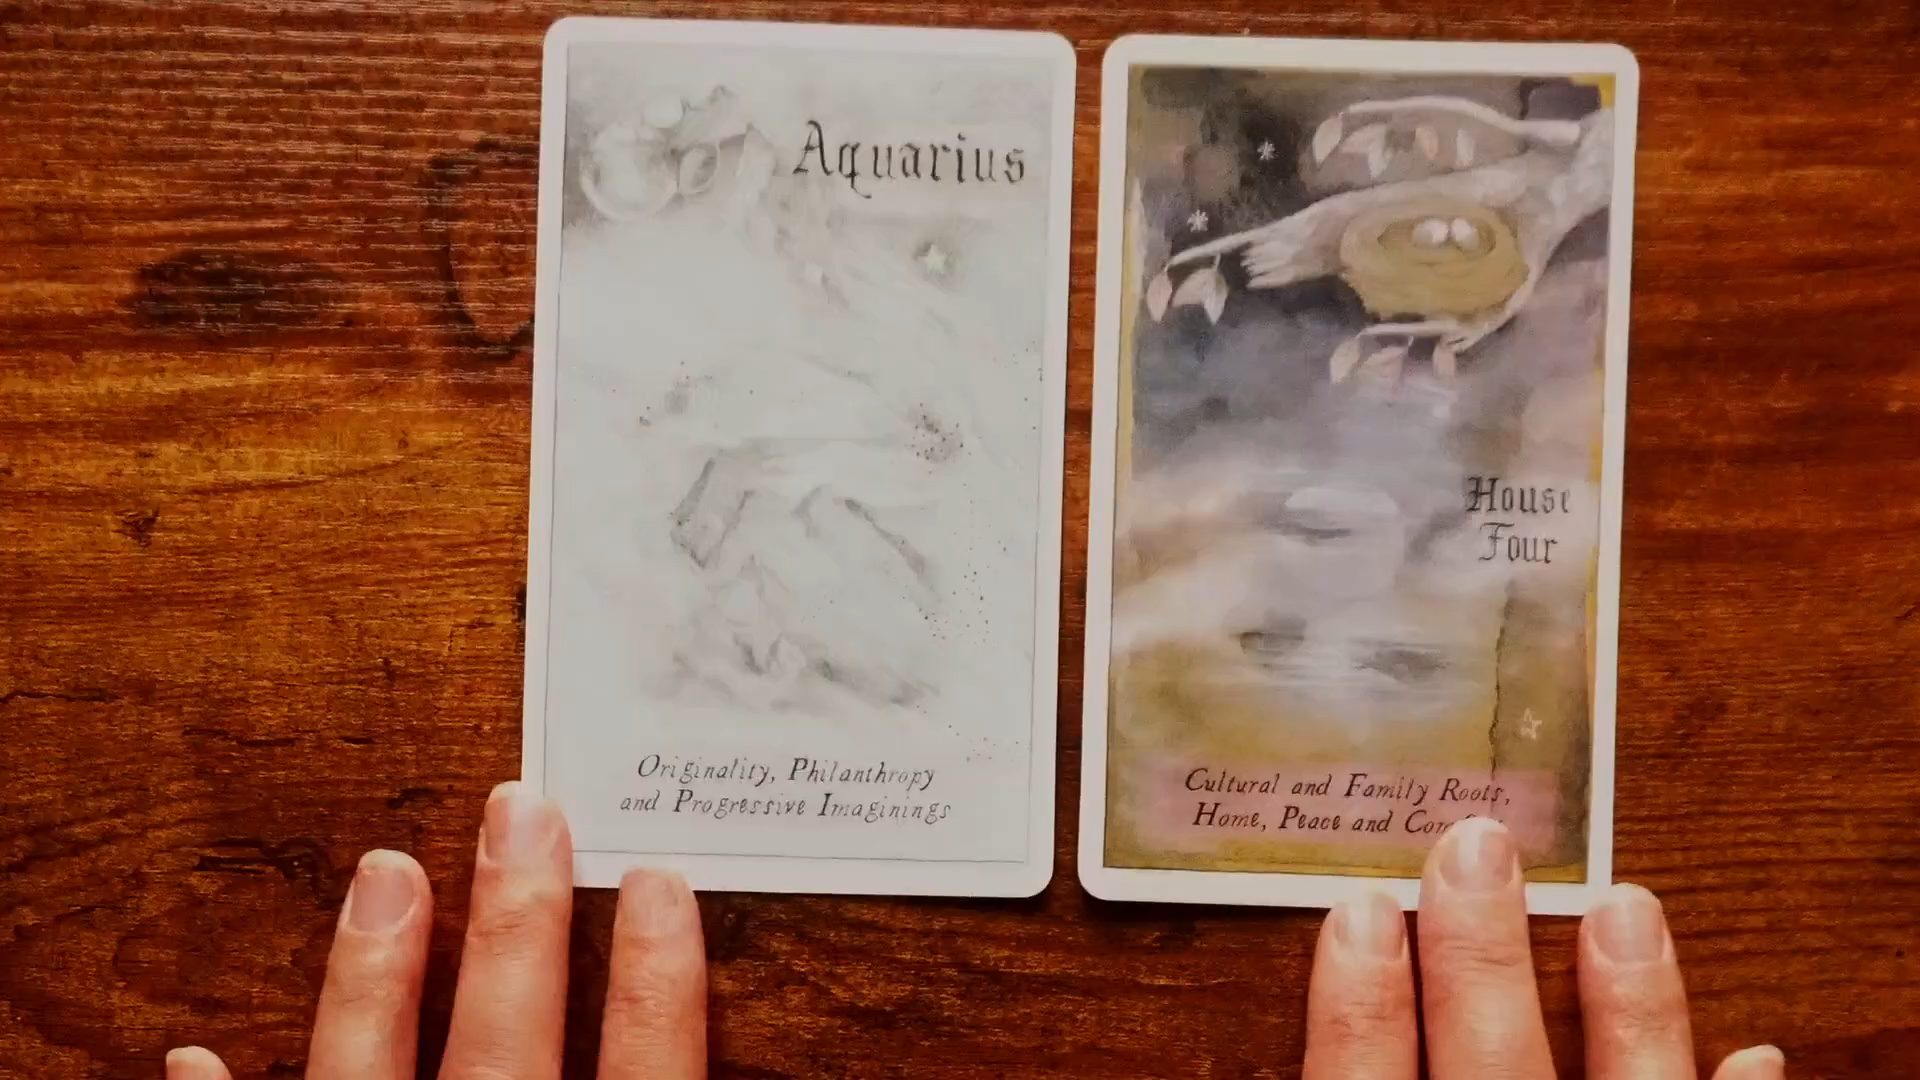 Aquarius
Originality, Philanthropy
and Progressive Imaginings
House
Four
Cultural and Family Roots,
Home, Peace and